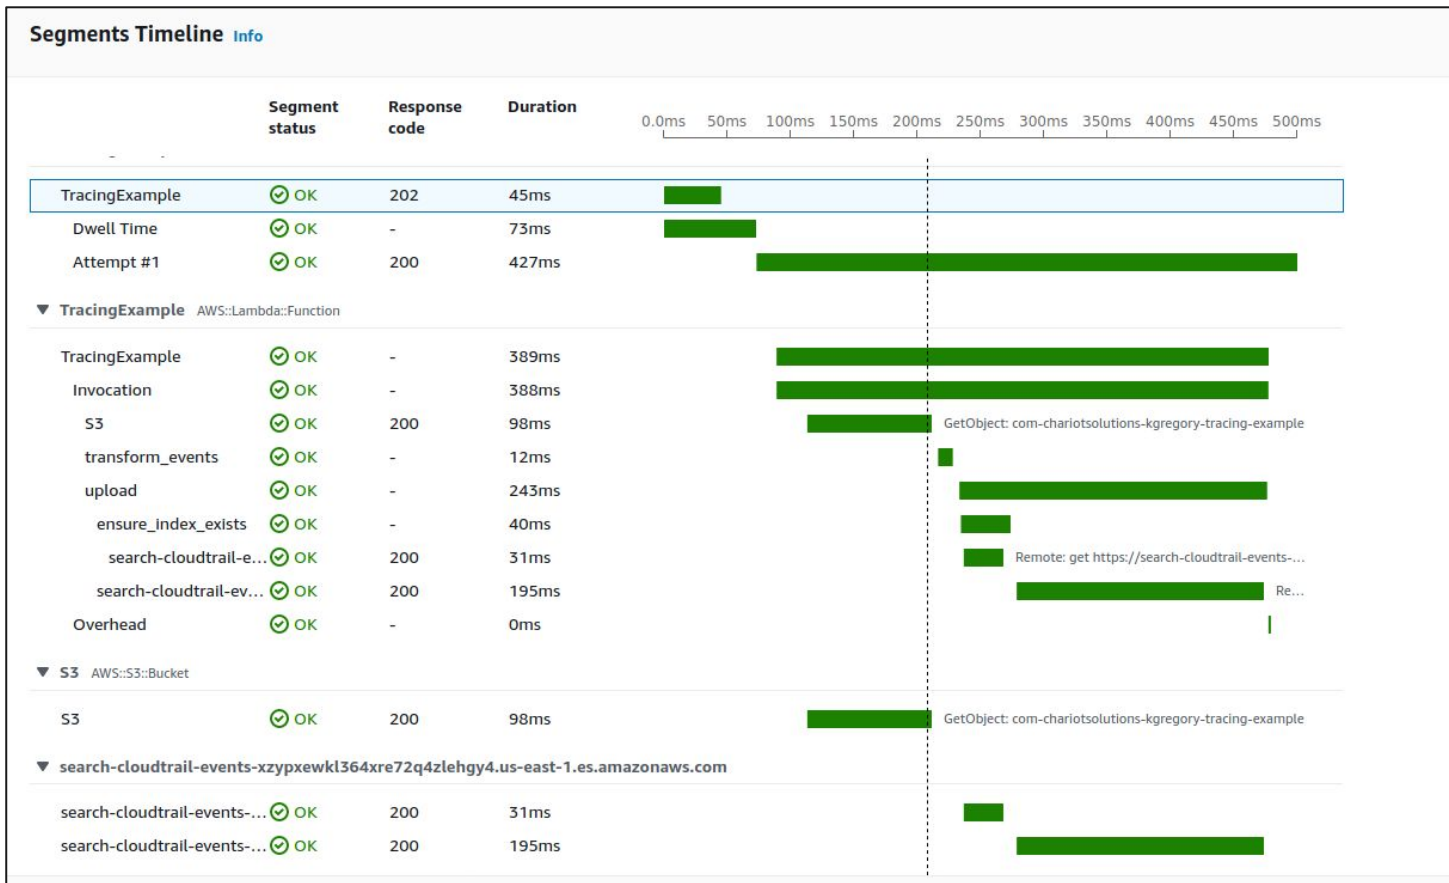 Segments Timeline Info
Segment status Response code Duration
0.0ms 50ms 100ms 150ms 200ms 250ms 300ms 350ms 400ms 450ms 500ms
TracingExample OK 202 45ms
Dwell Time OK - 73ms
Attempt #1 OK 200 427ms
TracingExample AWS::Lambda::Function
TracingExample OK - 389ms
Invocation OK - 388ms
S3 OK 200 98ms GetObject: com-chariotsolutions-kgregory-tracing-example
transform_events OK - 12ms
upload OK - 243ms
ensure_index_exists OK - 40ms
search-cloudtrail-e... OK 200 31ms Remote: get https://search-cloudtrail-events-...
search-cloudtrail-ev... OK 200 195ms Re...
Overhead OK - 0ms
S3 AWS::S3::Bucket
S3 OK 200 98ms GetObject: com-chariotsolutions-kgregory-tracing-example
search-cloudtrail-events-xzypxewkl364xre72q4zlehgy4.us-east-1.es.amazonaws.com
search-cloudtrail-events-... OK 200 31ms
search-cloudtrail-events-... OK 200 195ms